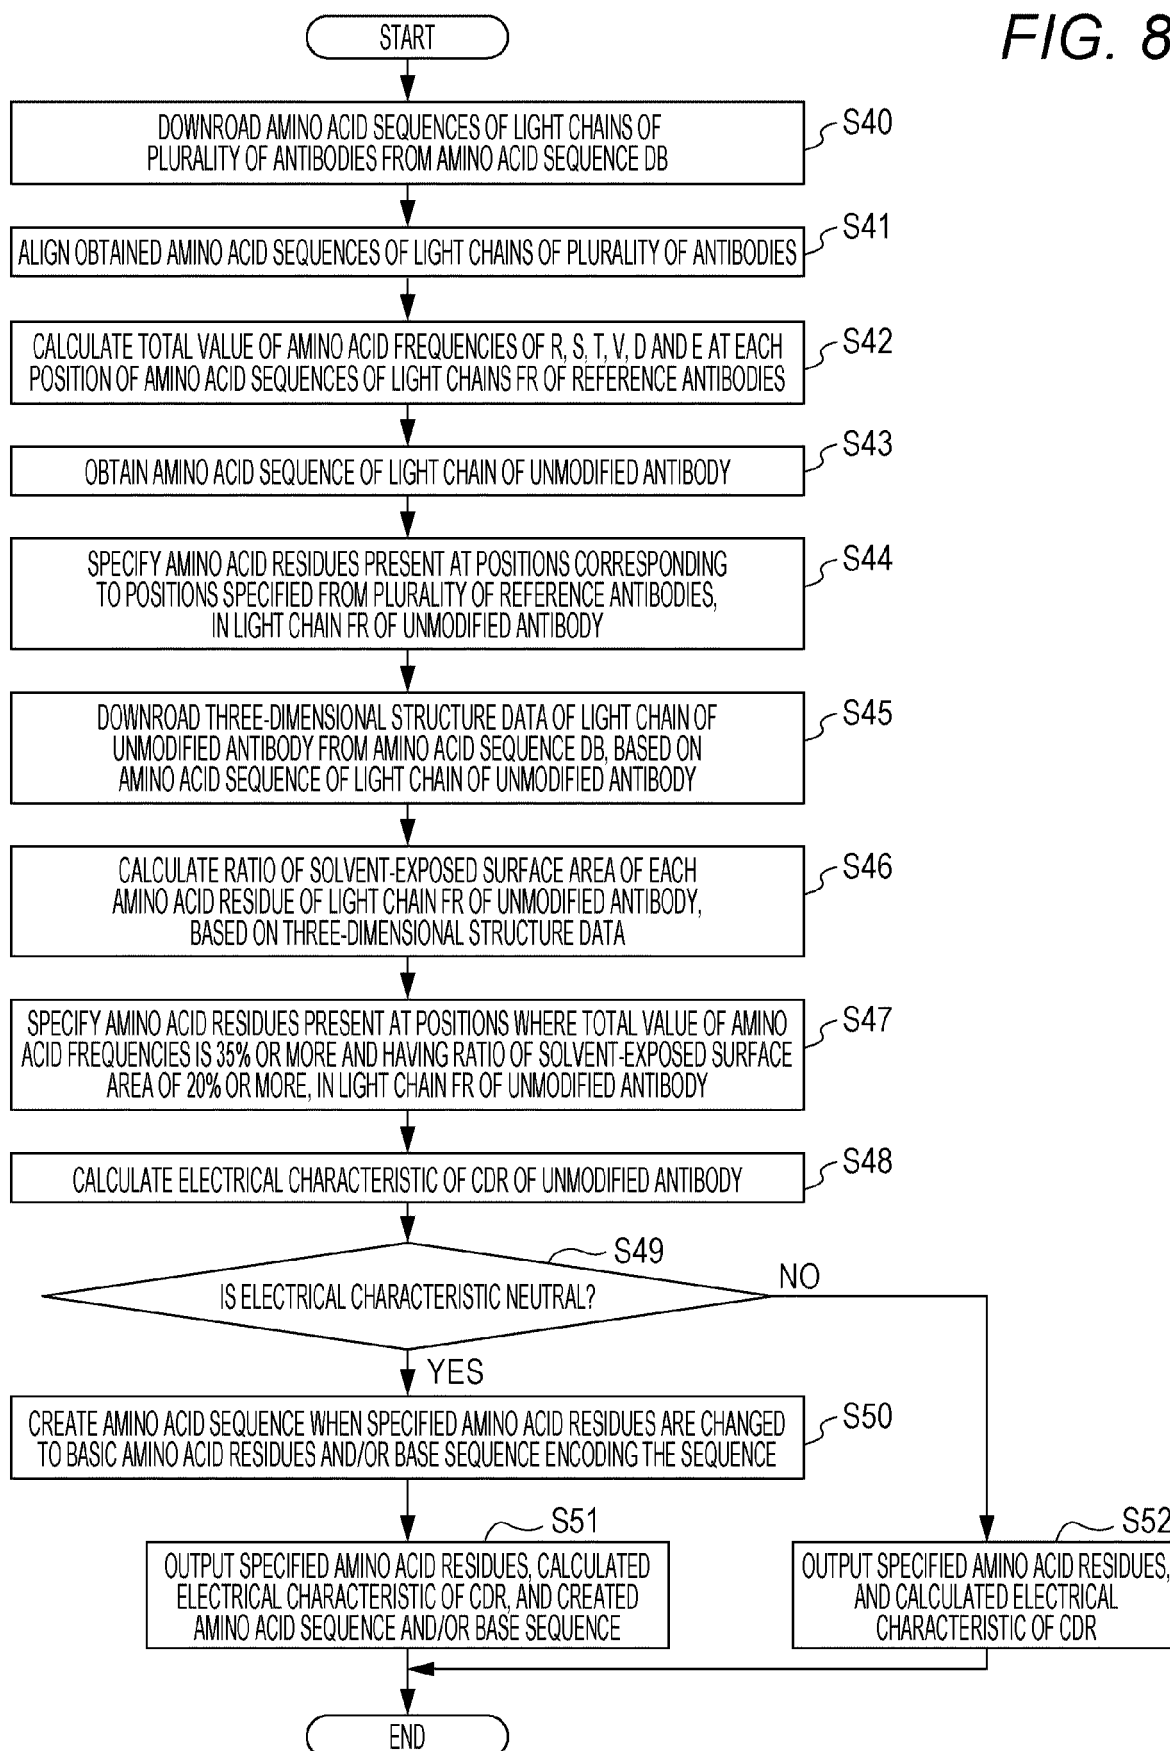 FIG. 8
START
DOWNROAD AMINO ACID SEQUENCES OF LIGHT CHAINS OF
PLURALITY OF ANTIBODIES FROM AMINO ACID SEQUENCE DB
S40
ALIGN OBTAINED AMINO ACID SEQUENCES OF LIGHT CHAINS OF PLURALITY OF ANTIBODIES
S41
CALCULATE TOTAL VALUE OF AMINO ACID FREQUENCIES OF R, S, T, V, D AND E AT EACH
POSITION OF AMINO ACID SEQUENCES OF LIGHT CHAINS FR OF REFERENCE ANTIBODIES
S42
OBTAIN AMINO ACID SEQUENCE OF LIGHT CHAIN OF UNMODIFIED ANTIBODY
S43
SPECIFY AMINO ACID RESIDUES PRESENT AT POSITIONS CORRESPONDING
TO POSITIONS SPECIFIED FROM PLURALITY OF REFERENCE ANTIBODIES,
IN LIGHT CHAIN FR OF UNMODIFIED ANTIBODY
S44
DOWNROAD THREE-DIMENSIONAL STRUCTURE DATA OF LIGHT CHAIN OF
UNMODIFIED ANTIBODY FROM AMINO ACID SEQUENCE DB, BASED ON
AMINO ACID SEQUENCE OF LIGHT CHAIN OF UNMODIFIED ANTIBODY
S45
CALCULATE RATIO OF SOLVENT-EXPOSED SURFACE AREA OF EACH
AMINO ACID RESIDUE OF LIGHT CHAIN FR OF UNMODIFIED ANTIBODY,
BASED ON THREE-DIMENSIONAL STRUCTURE DATA
S46
SPECIFY AMINO ACID RESIDUES PRESENT AT POSITIONS WHERE TOTAL VALUE OF AMINO
ACID FREQUENCIES IS 35% OR MORE AND HAVING RATIO OF SOLVENT-EXPOSED SURFACE
AREA OF 20% OR MORE, IN LIGHT CHAIN FR OF UNMODIFIED ANTIBODY
S47
CALCULATE ELECTRICAL CHARACTERISTIC OF CDR OF UNMODIFIED ANTIBODY
S48
S49
IS ELECTRICAL CHARACTERISTIC NEUTRAL?
NO
YES
CREATE AMINO ACID SEQUENCE WHEN SPECIFIED AMINO ACID RESIDUES ARE CHANGED
TO BASIC AMINO ACID RESIDUES AND/OR BASE SEQUENCE ENCODING THE SEQUENCE
S50
S51
OUTPUT SPECIFIED AMINO ACID RESIDUES, CALCULATED
ELECTRICAL CHARACTERISTIC OF CDR, AND CREATED
AMINO ACID SEQUENCE AND/OR BASE SEQUENCE
S52
OUTPUT SPECIFIED AMINO ACID RESIDUES,
AND CALCULATED ELECTRICAL
CHARACTERISTIC OF CDR
END